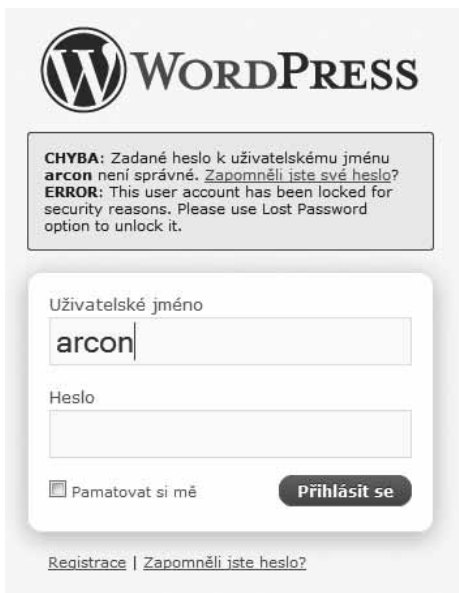 WORDPRESS
CHYBA: Zadané heslo k uživatelskému jménu
arcon není správné. Zapomněli jste své heslo?
ERROR: This user account has been locked for
security reasons. Please use Lost Password
option to unlock it.
Uživatelské jméno
arcon
Heslo
Pamatovat si mě
Přihlásit se
Registrace | Zapomněli jste heslo?